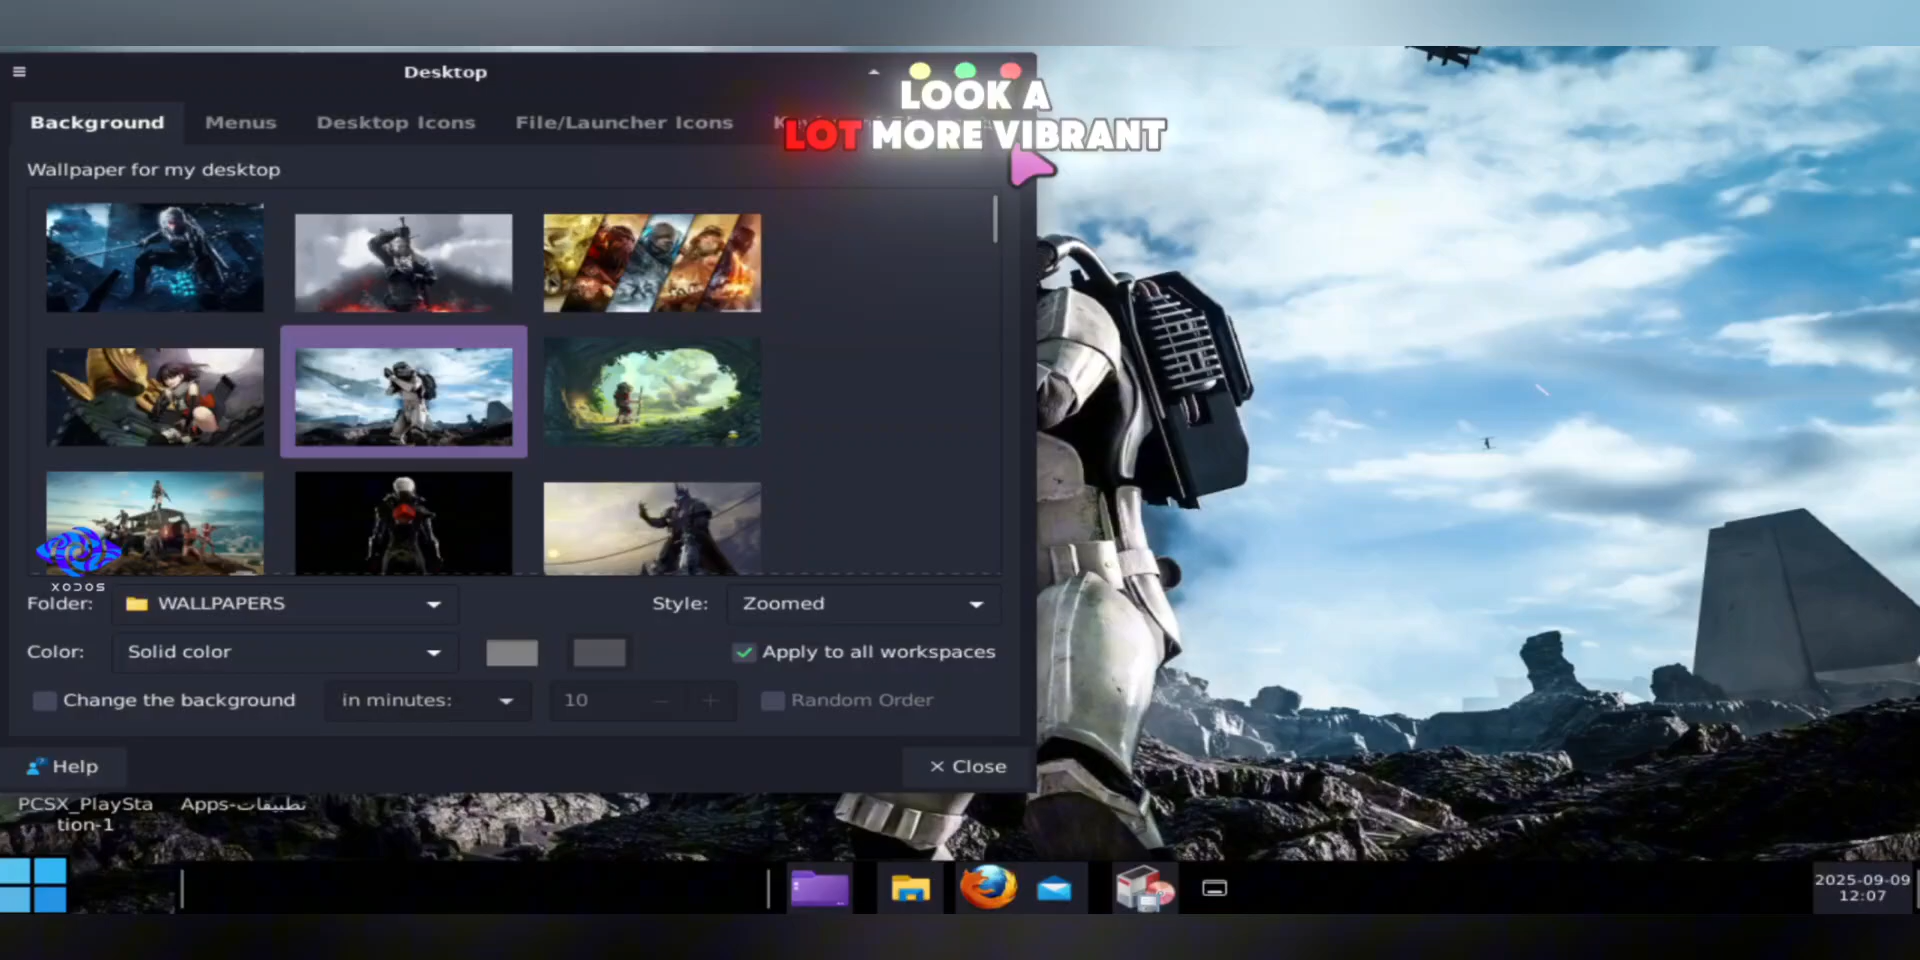 Desktop
LOOK A
LOT MORE VIBRANT
Background
Menus
Desktop Icons
File/Launcher Icons
Wallpaper for my desktop
XODOS
Folder:
WALLPAPERS
Style:
Zoomed
Color:
Solid color
Apply to all workspaces
Change the background
in minutes:
10
Random Order
Help
Close
PCSX_PlaySta
tion-1
Apps-تطبيقات
2025-09-09
12:07